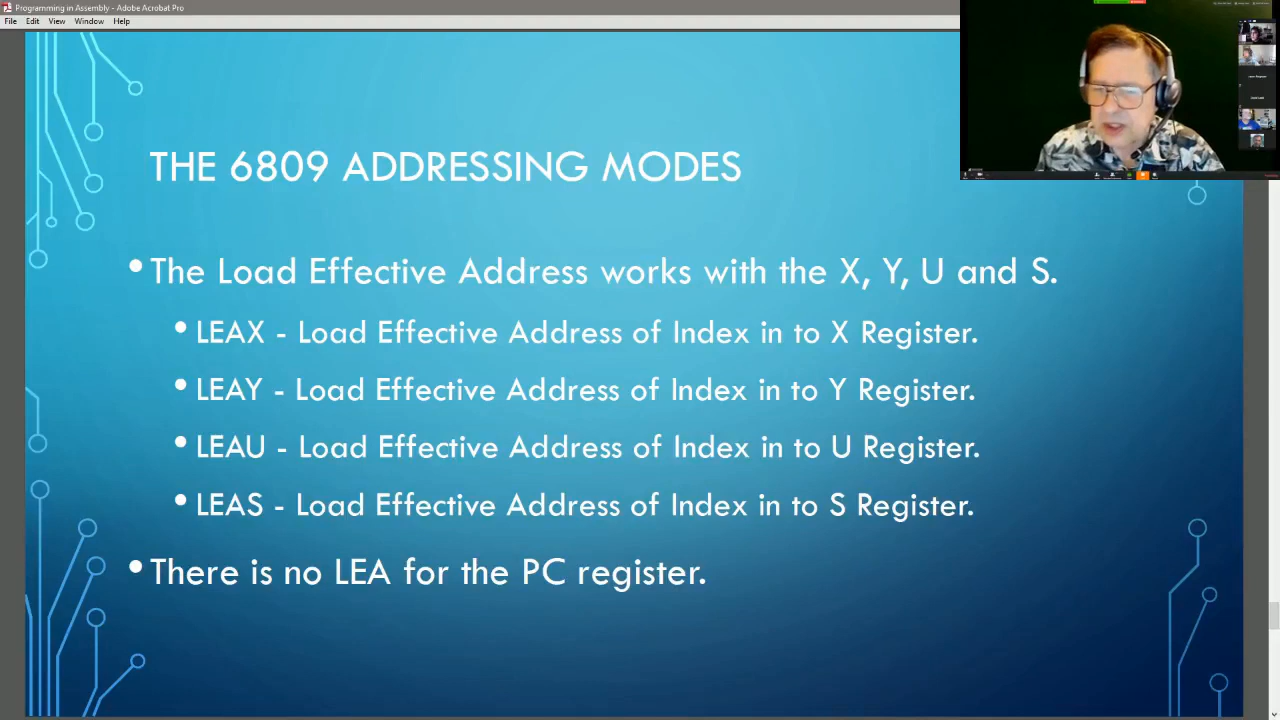 Programming in Assembly - Adobe Acrobat Pro
File Edit View Window Help
THE 6809 ADDRESSING MODES
• The Load Effective Address works with the X, Y, U and S.
• LEAX - Load Effective Address of Index in to X Register.
• LEAY - Load Effective Address of Index in to Y Register.
• LEAU - Load Effective Address of Index in to U Register.
• LEAS - Load Effective Address of Index in to S Register.
• There is no LEA for the PC register.